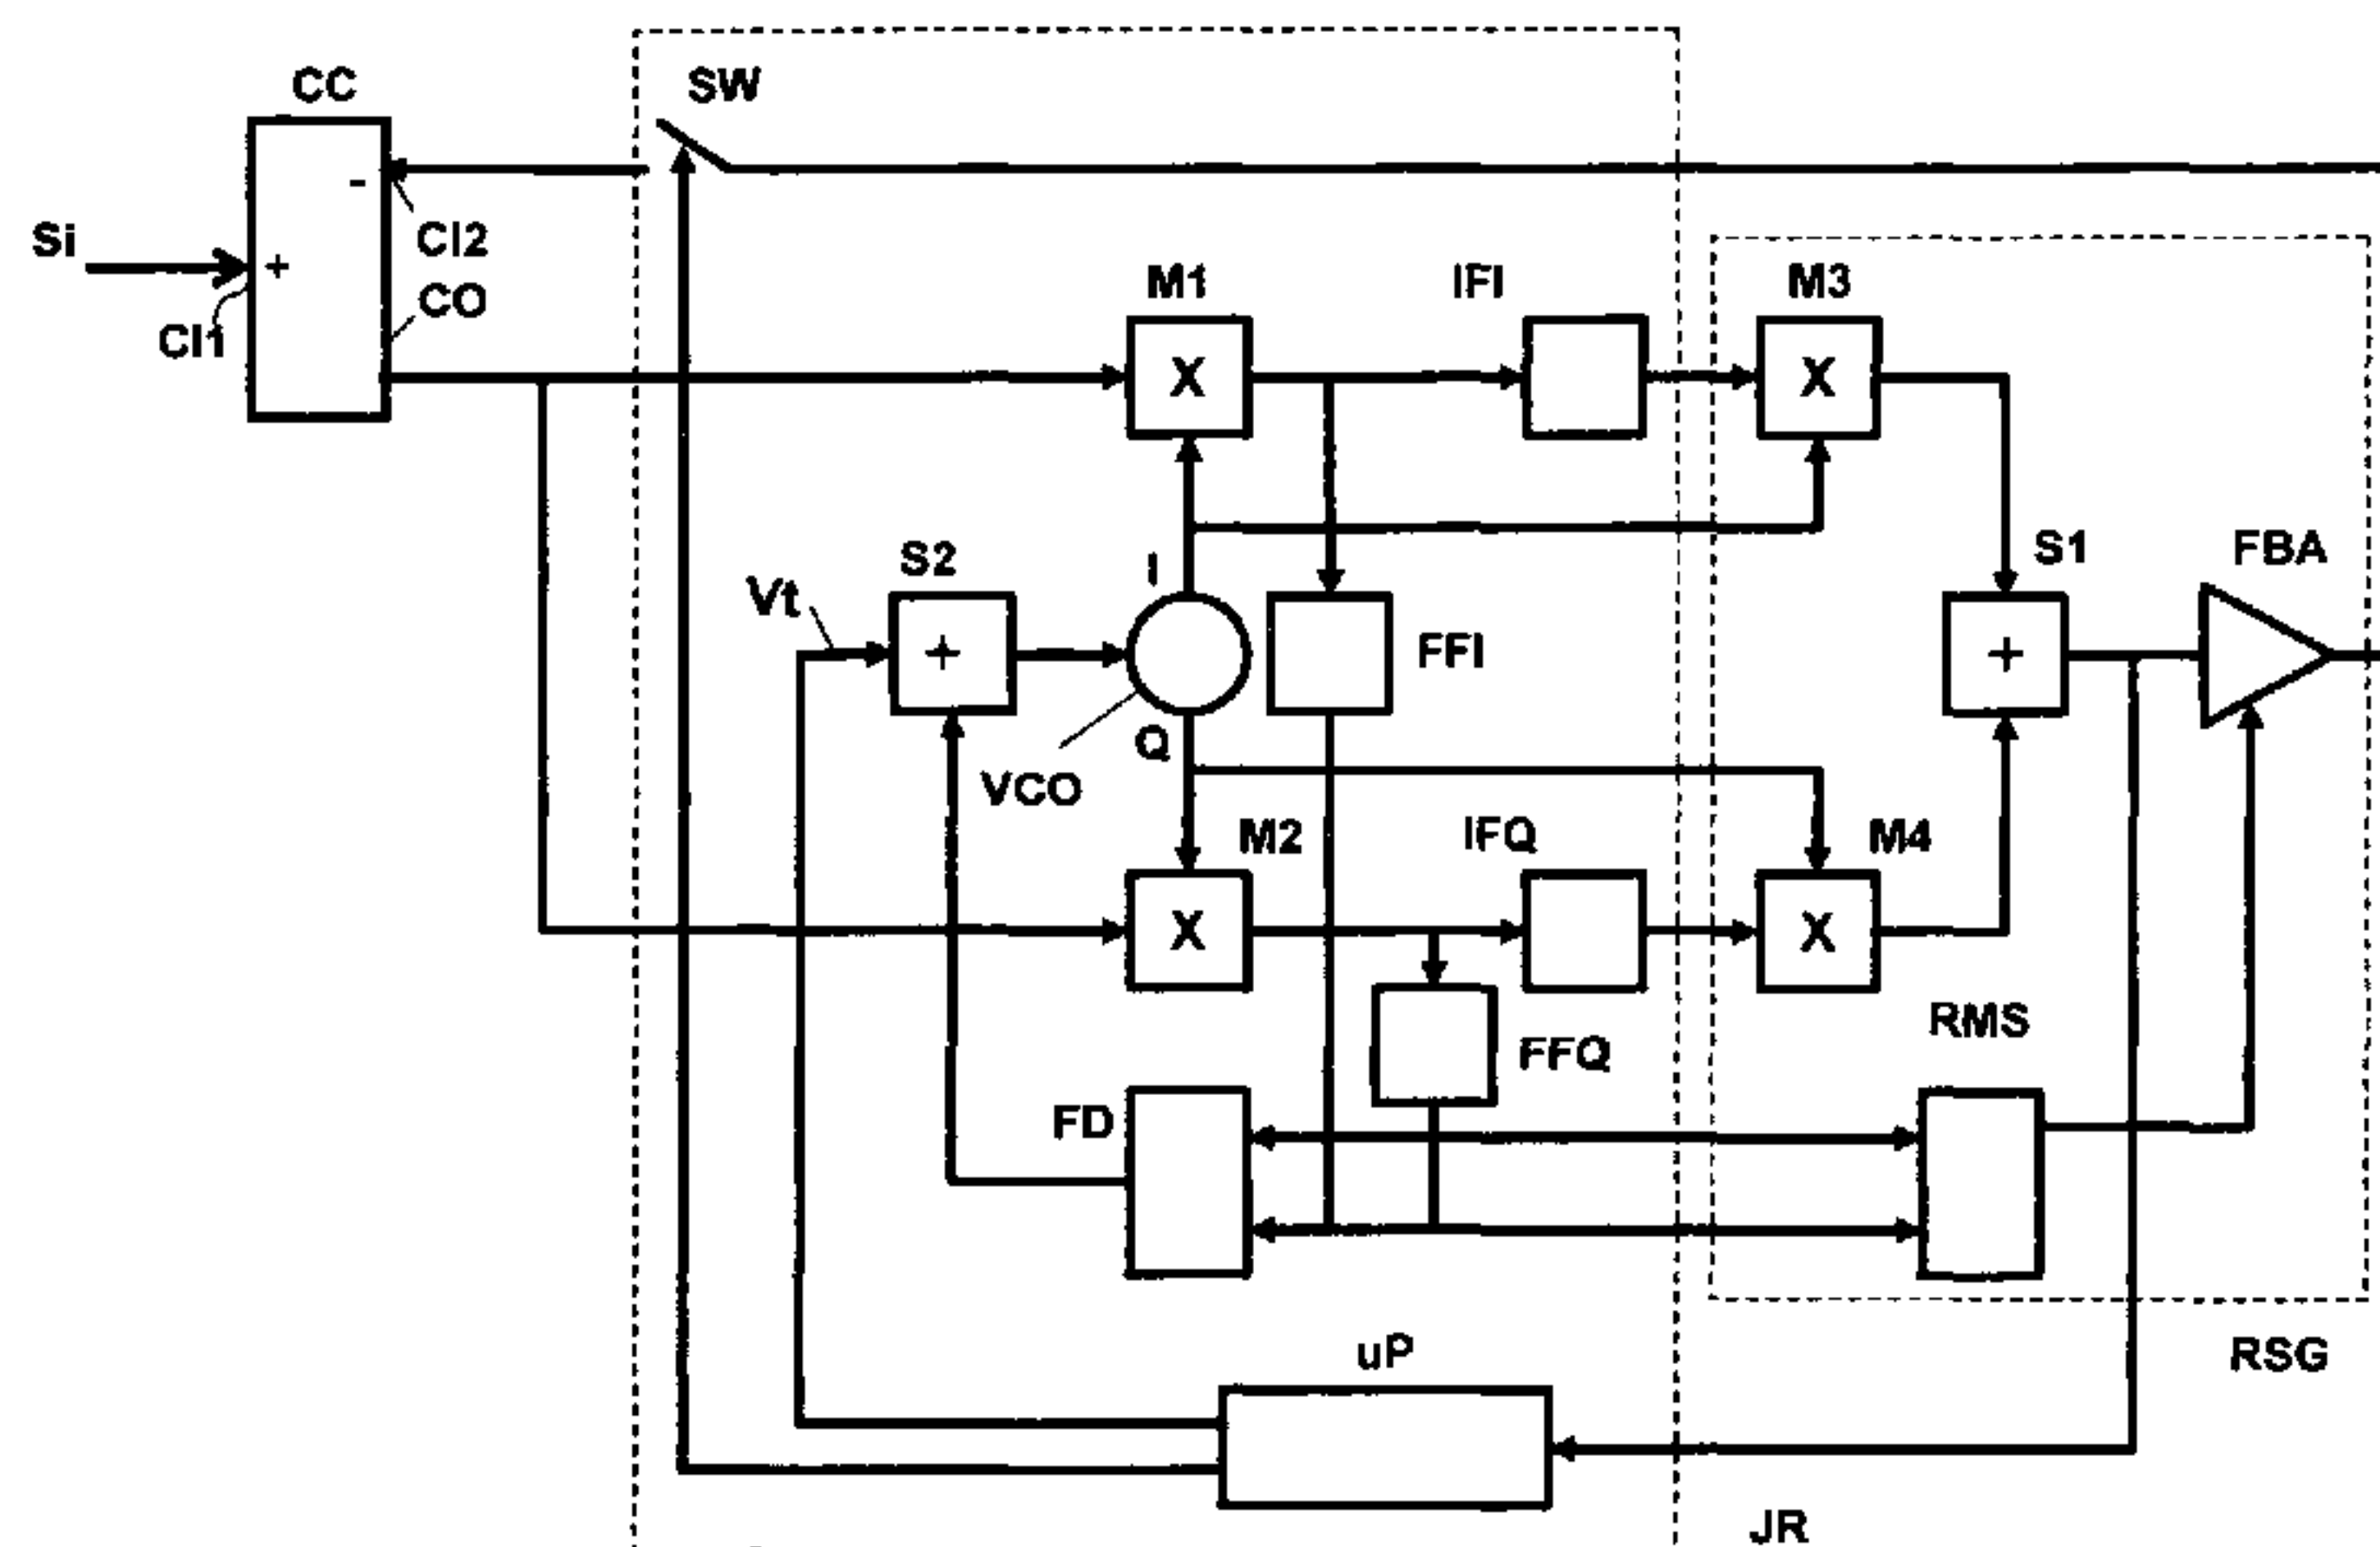 CC
SW
-
CI2
Si
+
CO
CI1
M1
IFI
M3
X
X
S2
I
S1
FBA
Vt
+
FFI
+
Q
VCO
M2
IFQ
M4
X
X
RMS
FFQ
FD
uP
RSG
JR